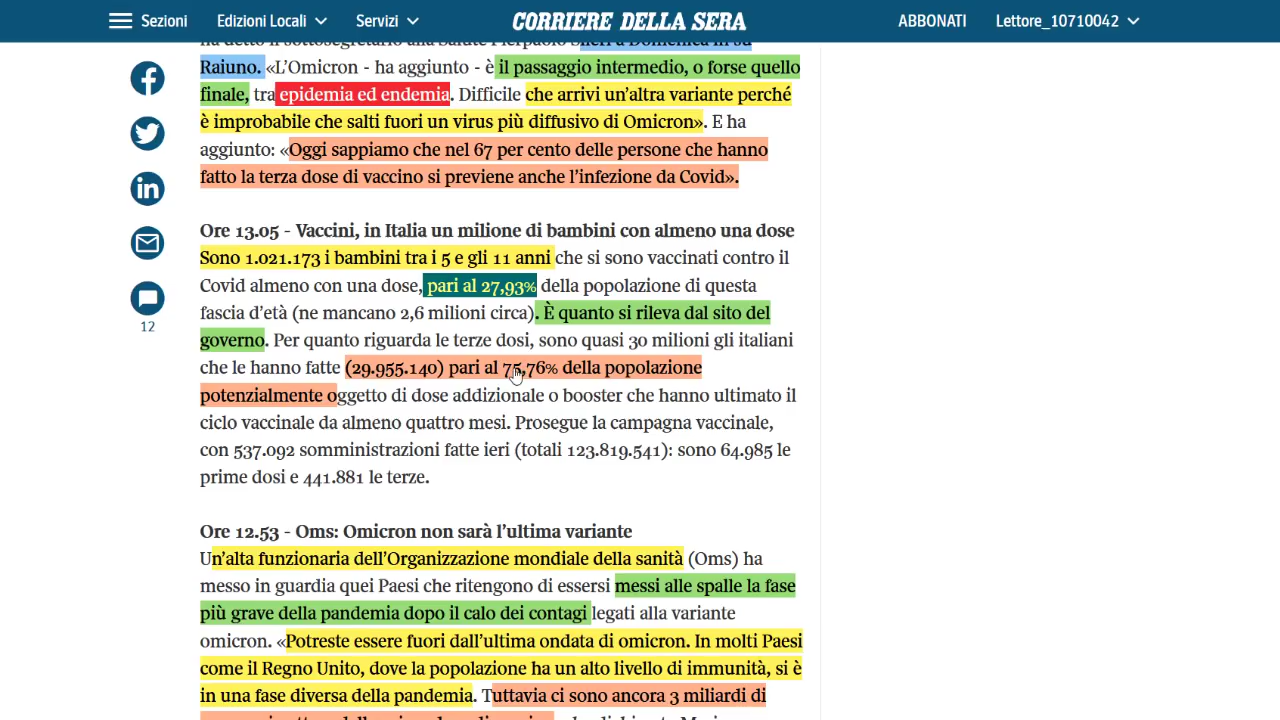 Sezioni Edizioni Locali Servizi CORRIERE DELLA SERA ABBONATI Lettore_10710042
ha detto il sottosegretario alla Salute Pierpaolo Sileri a Domenica in su
Raiuno. «L’Omicron - ha aggiunto - è il passaggio intermedio, o forse quello
finale, tra epidemia ed endemia. Difficile che arrivi un’altra variante perché
è improbabile che salti fuori un virus più diffusivo di Omicron». E ha
aggiunto: «Oggi sappiamo che nel 67 per cento delle persone che hanno
fatto la terza dose di vaccino si previene anche l’infezione da Covid».
Ore 13.05 - Vaccini, in Italia un milione di bambini con almeno una dose
Sono 1.021.173 i bambini tra i 5 e gli 11 anni che si sono vaccinati contro il
Covid almeno con una dose, pari al 27,93% della popolazione di questa
fascia d’età (ne mancano 2,6 milioni circa). È quanto si rileva dal sito del
governo. Per quanto riguarda le terze dosi, sono quasi 30 milioni gli italiani
che le hanno fatte (29.955.140) pari al 75,76% della popolazione
potenzialmente oggetto di dose addizionale o booster che hanno ultimato il
ciclo vaccinale da almeno quattro mesi. Prosegue la campagna vaccinale,
con 537.092 somministrazioni fatte ieri (totali 123.819.541): sono 64.985 le
prime dosi e 441.881 le terze.
12
Ore 12.53 - Oms: Omicron non sarà l’ultima variante
Un’alta funzionaria dell’Organizzazione mondiale della sanità (Oms) ha
messo in guardia quei Paesi che ritengono di essersi messi alle spalle la fase
più grave della pandemia dopo il calo dei contagi legati alla variante
omicron. «Potreste essere fuori dall’ultima ondata di omicron. In molti Paesi
come il Regno Unito, dove la popolazione ha un alto livello di immunità, si è
in una fase diversa della pandemia. Tuttavia ci sono ancora 3 miliardi di